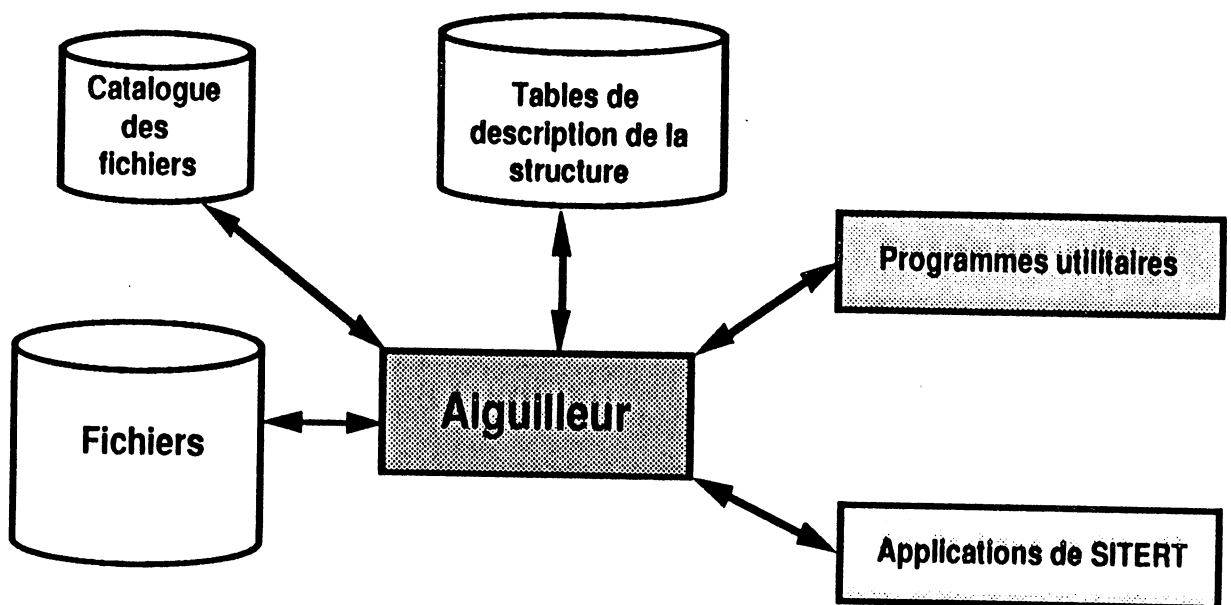 Catalogue
des
fichiers
Tables de
description de la
structure
Programmes utilitaires
Fichiers
Aiguilleur
Applications de SITERT